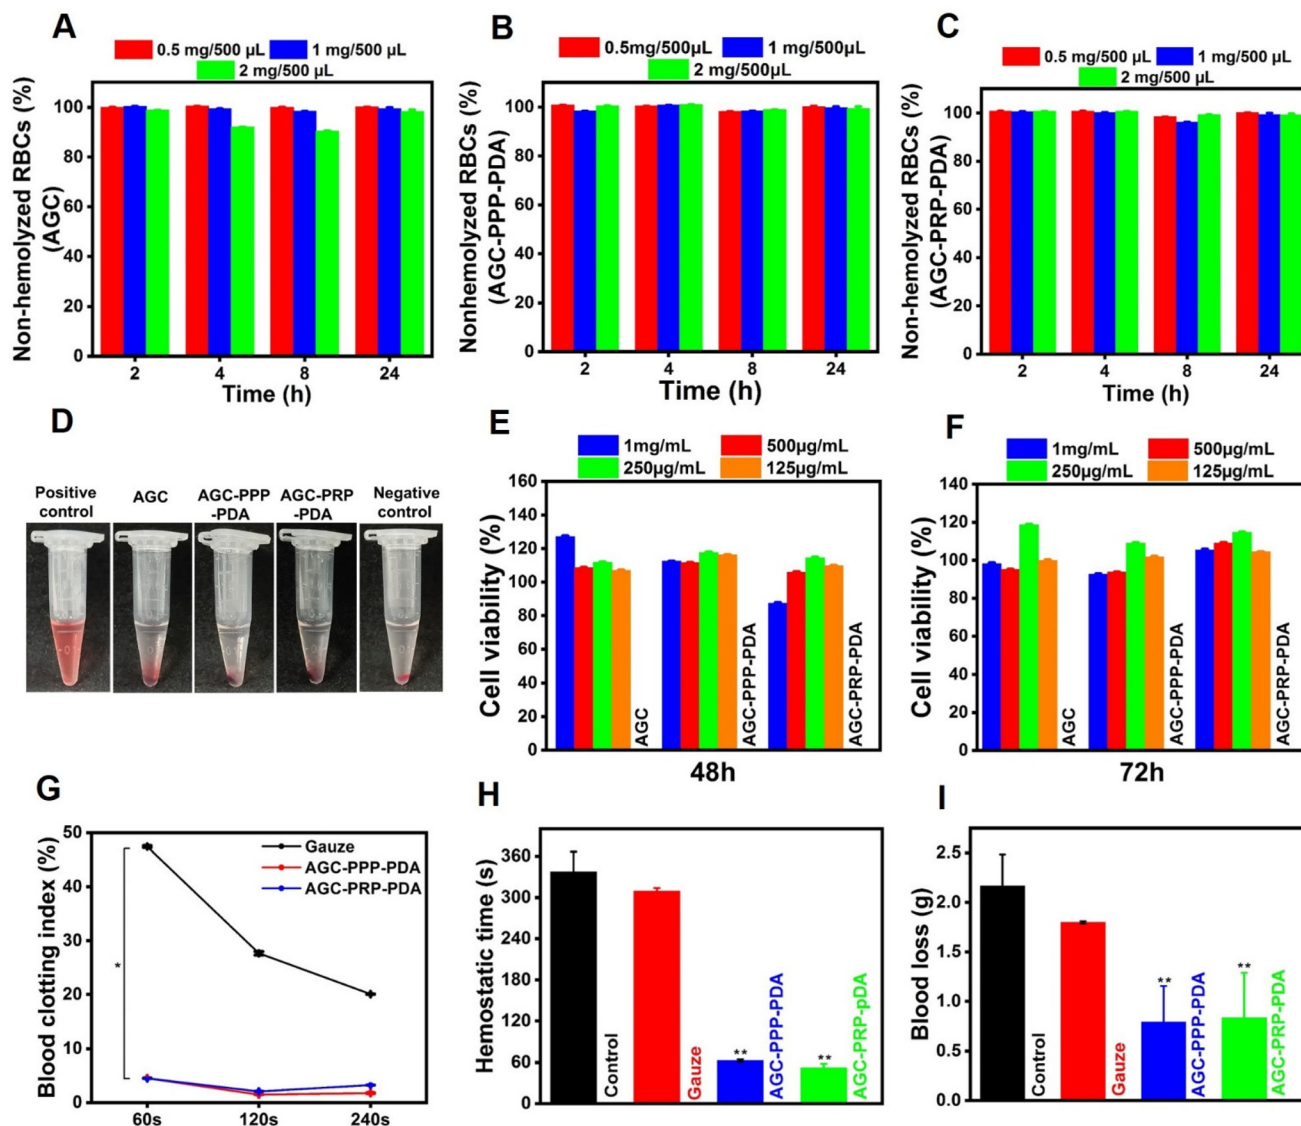 A
0.5 mg/500 µL 1 mg/500 µL
2 mg/500 µL
Non-hemolyzed RBCs (%)
(AGC)
100
80
60
40
20
0
2 4 8 24
Time (h)
B
0.5mg/500µL 1 mg/500µL
2 mg/500µL
Nonhemolyzed RBCs (%)
(AGC-PPP-PDA)
100
80
60
40
20
0
2 4 8 24
Time (h)
C
0.5 mg/500 µL 1 mg/500 µL
2 mg/500 µL
Non-hemolyzed RBCs (%)
(AGC-PRP-PDA)
100
80
60
40
20
0
2 4 8 24
Time (h)
D
Positive
control
AGC
AGC-PPP
-PDA
AGC-PRP
-PDA
Negative
control
E
1mg/mL 500µg/mL
250µg/mL 125µg/mL
Cell viability (%)
160
140
120
100
80
60
40
20
0
AGC
AGC-PPP-PDA
AGC-PRP-PDA
48h
F
1mg/mL 500µg/mL
250µg/mL 125µg/mL
Cell viability (%)
140
120
100
80
60
40
20
0
AGC
AGC-PPP-PDA
AGC-PRP-PDA
72h
G
Blood clotting index (%)
50
40
30
20
10
0
*
Gauze
AGC-PPP-PDA
AGC-PRP-PDA
60s 120s 240s
H
Hemostatic time (s)
360
300
240
180
120
60
0
Control
Gauze
**
AGC-PPP-PDA
**
AGC-PRP-pDA
I
Blood loss (g)
2.5
2.0
1.5
1.0
0.5
0.0
Control
Gauze
**
AGC-PPP-PDA
**
AGC-PRP-PDA